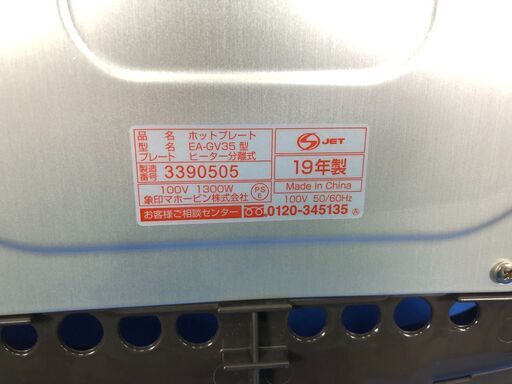 品 名 ホットプレート
型 名 EA-GV35 型
プレート ヒーター分離式
製造番号 3390505
100V 1300W
象印マホービン株式会社
PS E
お客様ご相談センター 0120-345135 Ⓐ
JET
19年製
Made in China
100V 50/60Hz